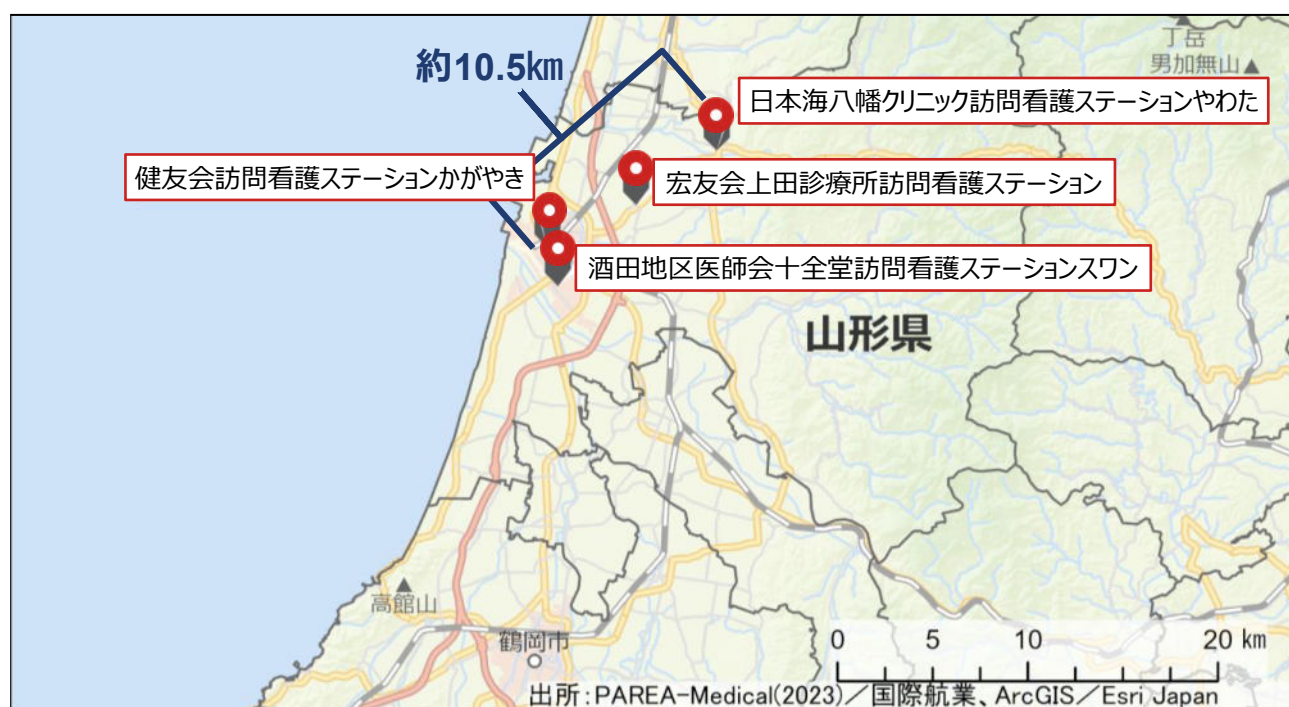 丁岳
男加無山
約10.5㎞
日本海八幡クリニック訪問看護ステーションやわた
健友会訪問看護ステーションかがやき
宏友会上田診療所訪問看護ステーション
酒田地区医師会十全堂訪問看護ステーションスワン
山形県
高館山
鶴岡市
0 5 10 20 km
出所:PAREA-Medical(2023)/国際航業、ArcGIS/Esri Japan